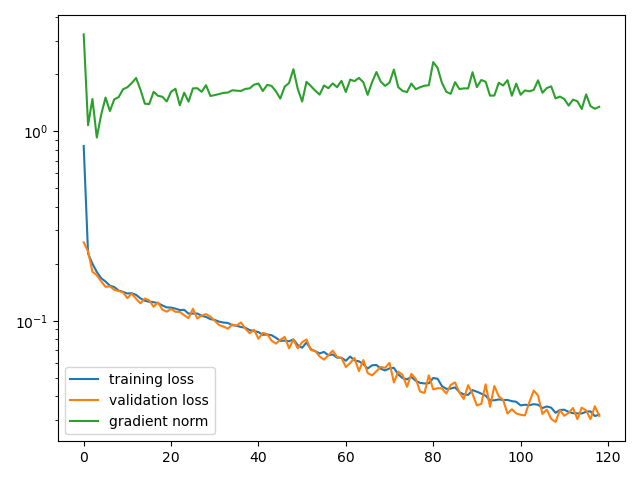 10⁰
10⁻¹
training loss
validation loss
gradient norm
0 20 40 60 80 100 120